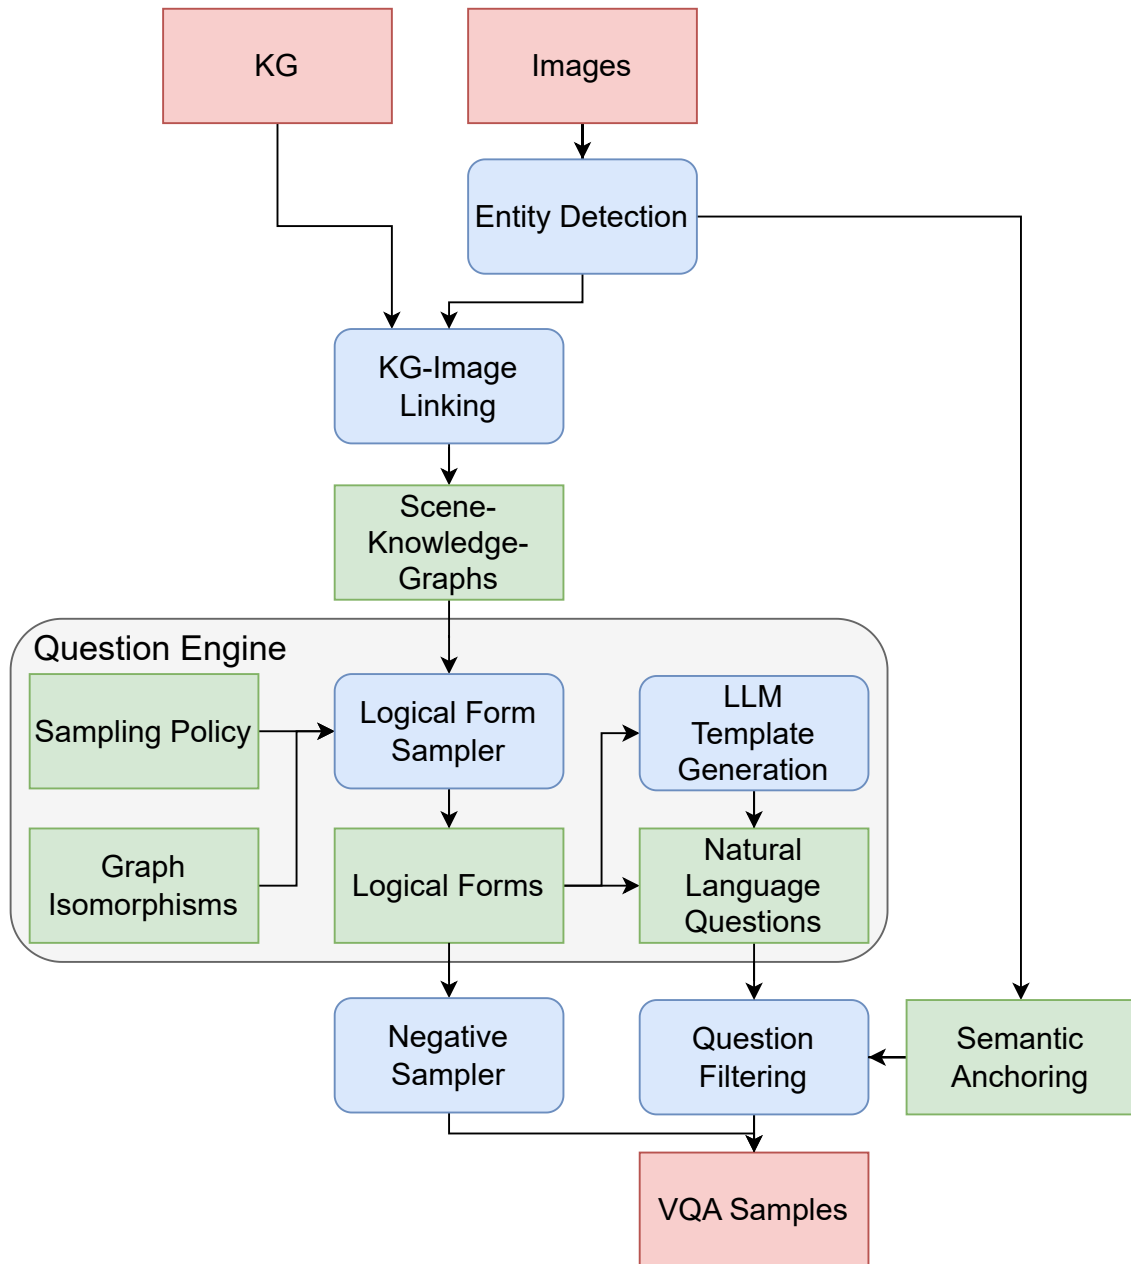 KG
Images
Entity Detection
KG-Image
Linking
Scene-
Knowledge-
Graphs
Question Engine
Sampling Policy
Logical Form
Sampler
LLM
Template
Generation
Graph
Isomorphisms
Logical Forms
Natural
Language
Questions
Negative
Sampler
Question
Filtering
Semantic
Anchoring
VQA Samples